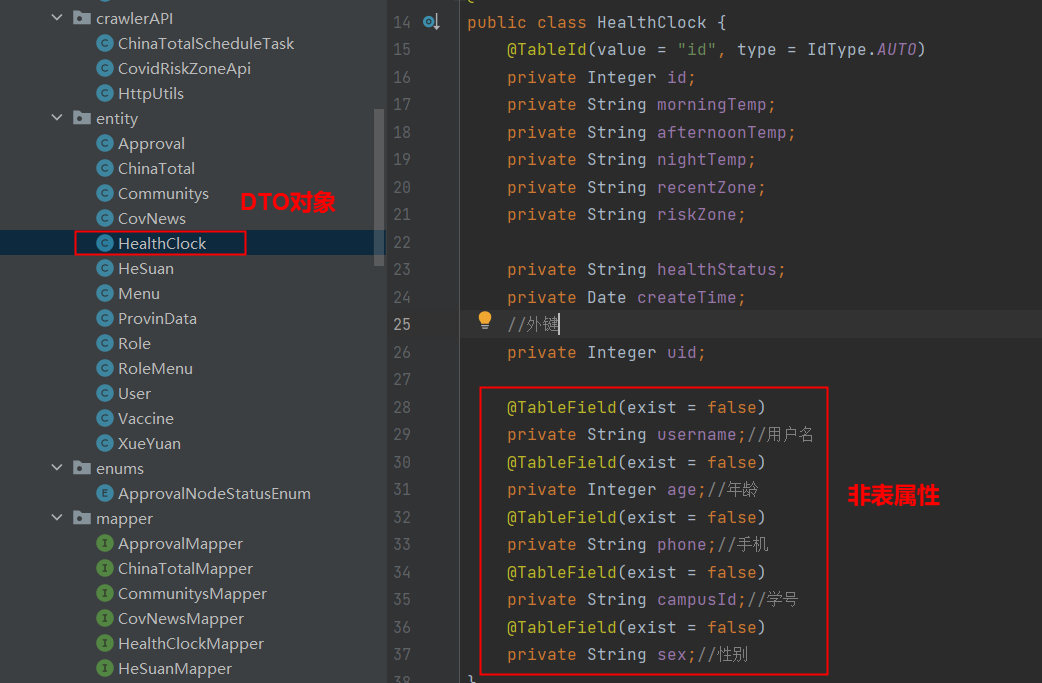 crawlerAPI
ChinaTotalScheduleTask
CovidRiskZoneApi
HttpUtils
entity
Approval
ChinaTotal
Communitys
CovNews
HealthClock
HeSuan
Menu
ProvinData
Role
RoleMenu
User
Vaccine
XueYuan
enums
ApprovalNodeStatusEnum
mapper
ApprovalMapper
ChinaTotalMapper
CommunitysMapper
CovNewsMapper
HealthClockMapper
HeSuanMapper
DTO对象
14 public class HealthClock {
15 @TableId(value = "id", type = IdType.AUTO)
16 private Integer id;
17 private String morningTemp;
18 private String afternoonTemp;
19 private String nightTemp;
20 private String recentZone;
21 private String riskZone;
22
23 private String healthStatus;
24 private Date createTime;
25 //外键
26 private Integer uid;
27
28 @TableField(exist = false)
29 private String username;//用户名
30 @TableField(exist = false)
31 private Integer age;//年龄
32 @TableField(exist = false)
33 private String phone;//手机
34 @TableField(exist = false)
35 private String campusId;//学号
36 @TableField(exist = false)
37 private String sex;//性别
38 }
非表属性